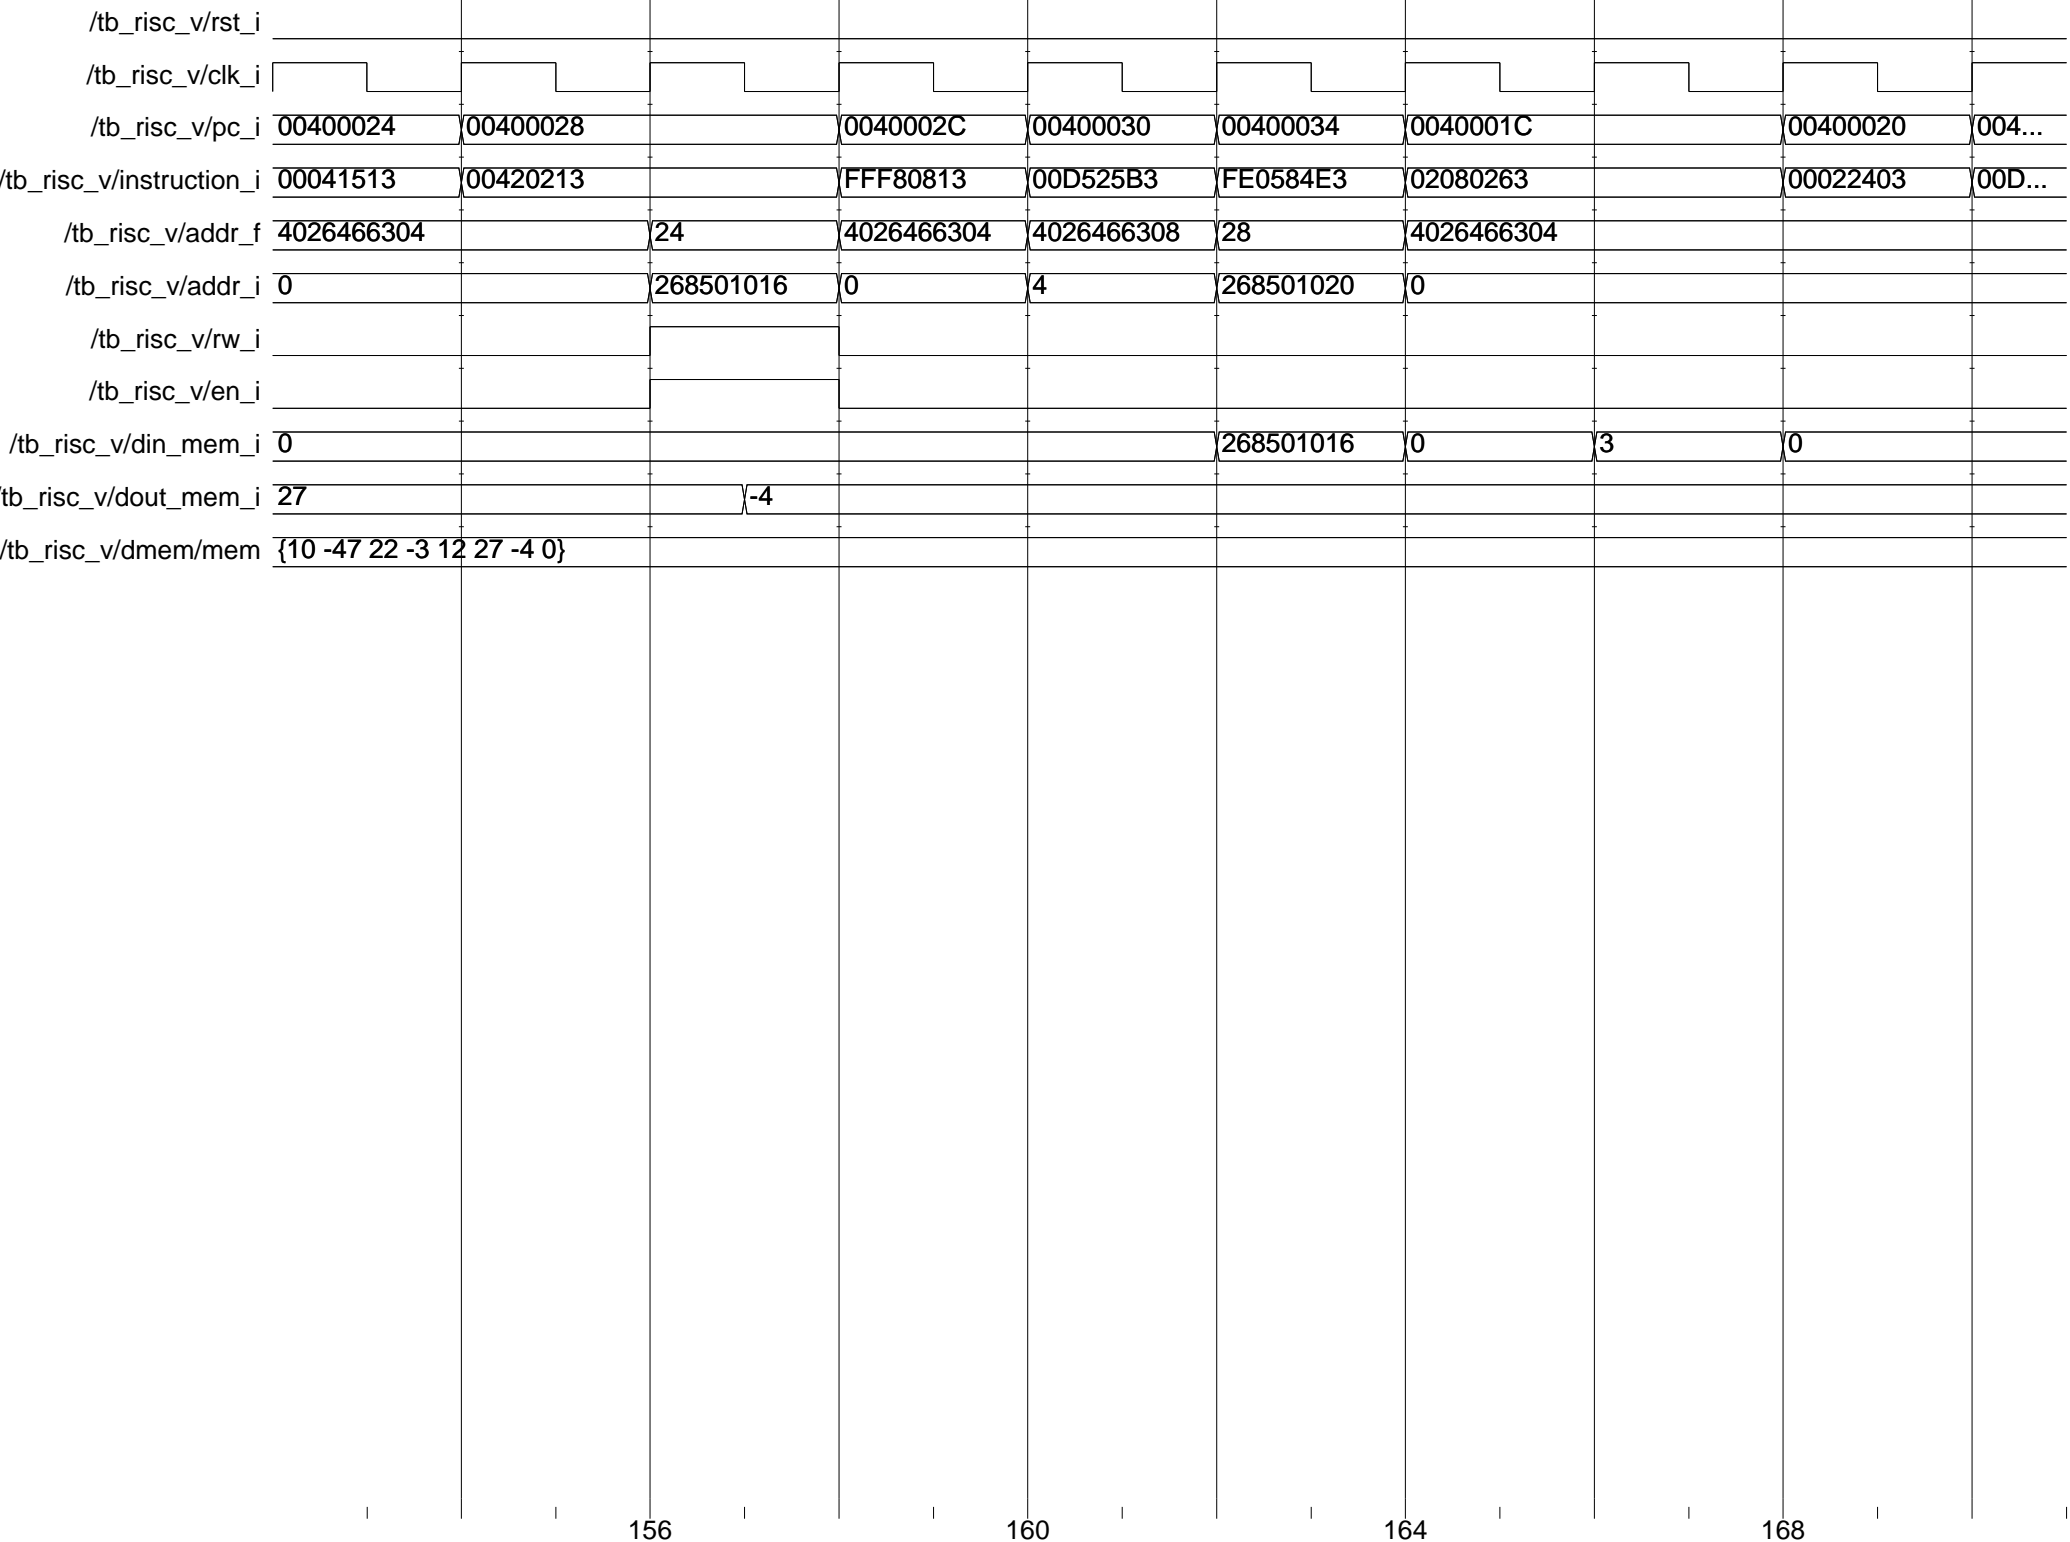 /tb_risc_v/rst_i
/tb_risc_v/clk_i
/tb_risc_v/pc_i 00400024 00400028 0040002C 00400030 00400034 0040001C 00400020 004...
/tb_risc_v/instruction_i 00041513 00420213 FFF80813 00D525B3 FE0584E3 02080263 00022403 00D...
/tb_risc_v/addr_f 4026466304 24 4026466304 4026466308 28 4026466304
/tb_risc_v/addr_i 0 268501016 0 4 268501020 0
/tb_risc_v/rw_i
/tb_risc_v/en_i
/tb_risc_v/din_mem_i 0 268501016 0 3 0
tb_risc_v/dout_mem_i 27 -4
/tb_risc_v/dmem/mem {10 -47 22 -3 12 27 -4 0}
156 160 164 168